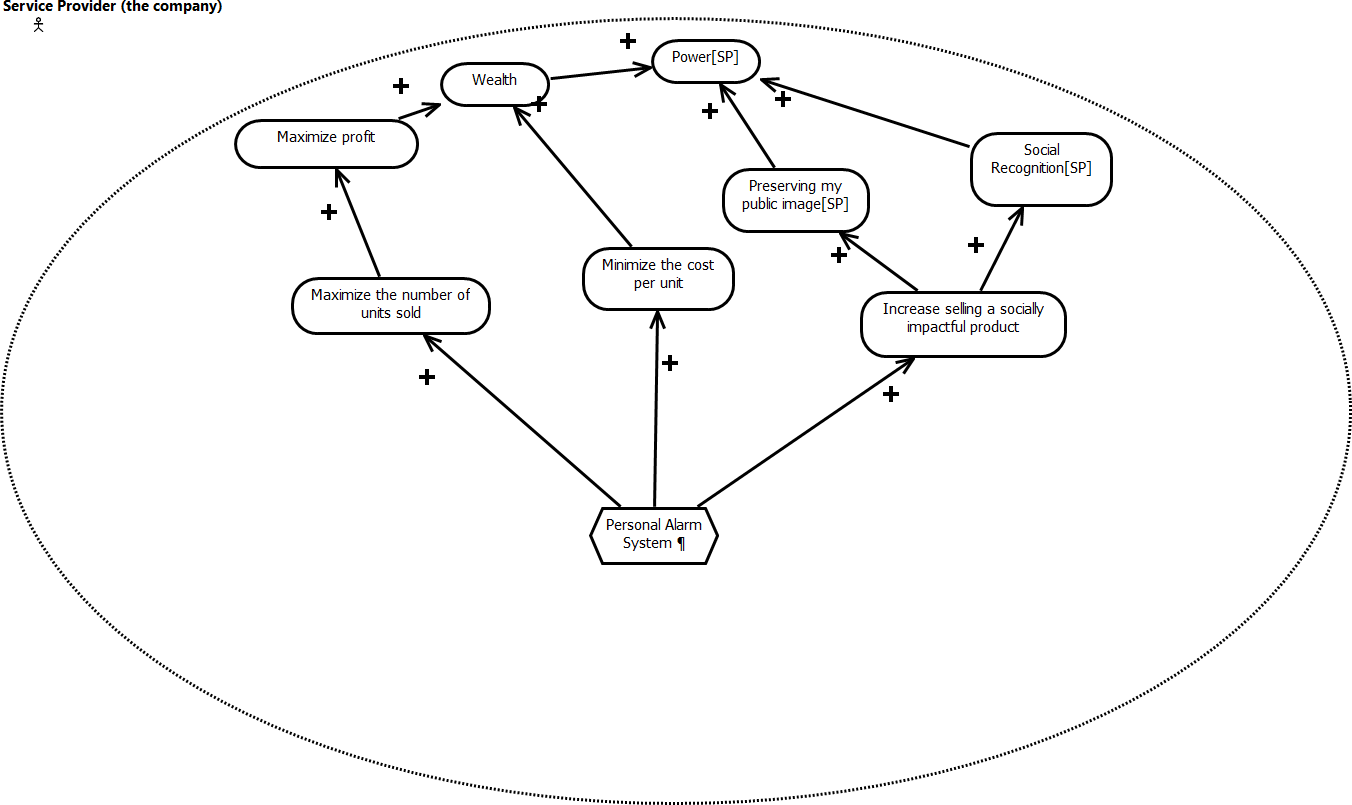 Service Provider (the company)
Power[SP]
Wealth
Maximize profit
Social
Recognition[SP]
Preserving my
public image[SP]
Minimize the cost
per unit
Maximize the number of
units sold
Increase selling a socially
impactful product
Personal Alarm
System ¶